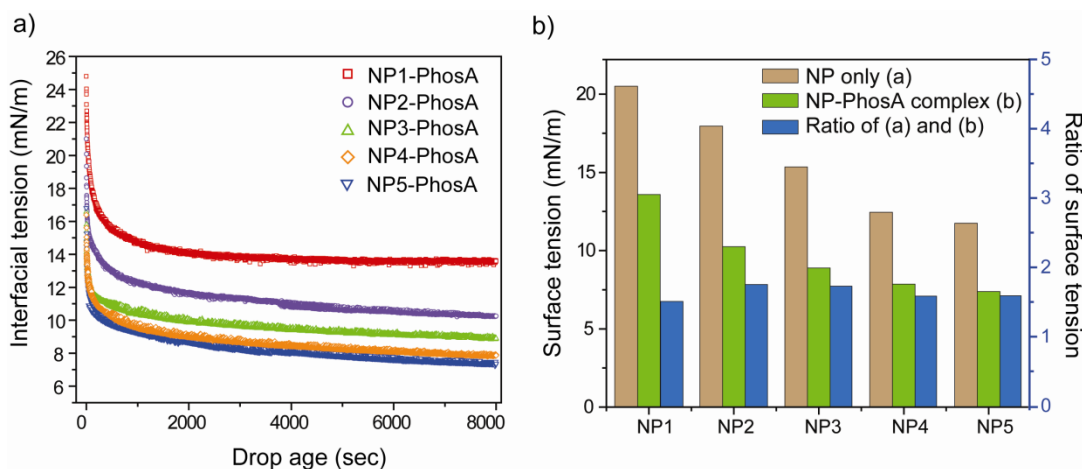 a)
26
24
22
20
18
16
14
12
10
8
6
Interfacial tension (mN/m)
NP1-PhosA
NP2-PhosA
NP3-PhosA
NP4-PhosA
NP5-PhosA
0 2000 4000 6000 8000
Drop age (sec)
b)
20
15
10
5
0
Surface tension (mN/m)
NP only (a)
NP-PhosA complex (b)
Ratio of (a) and (b)
5
4
3
2
1
0
Ratio of surface tension
NP1 NP2 NP3 NP4 NP5